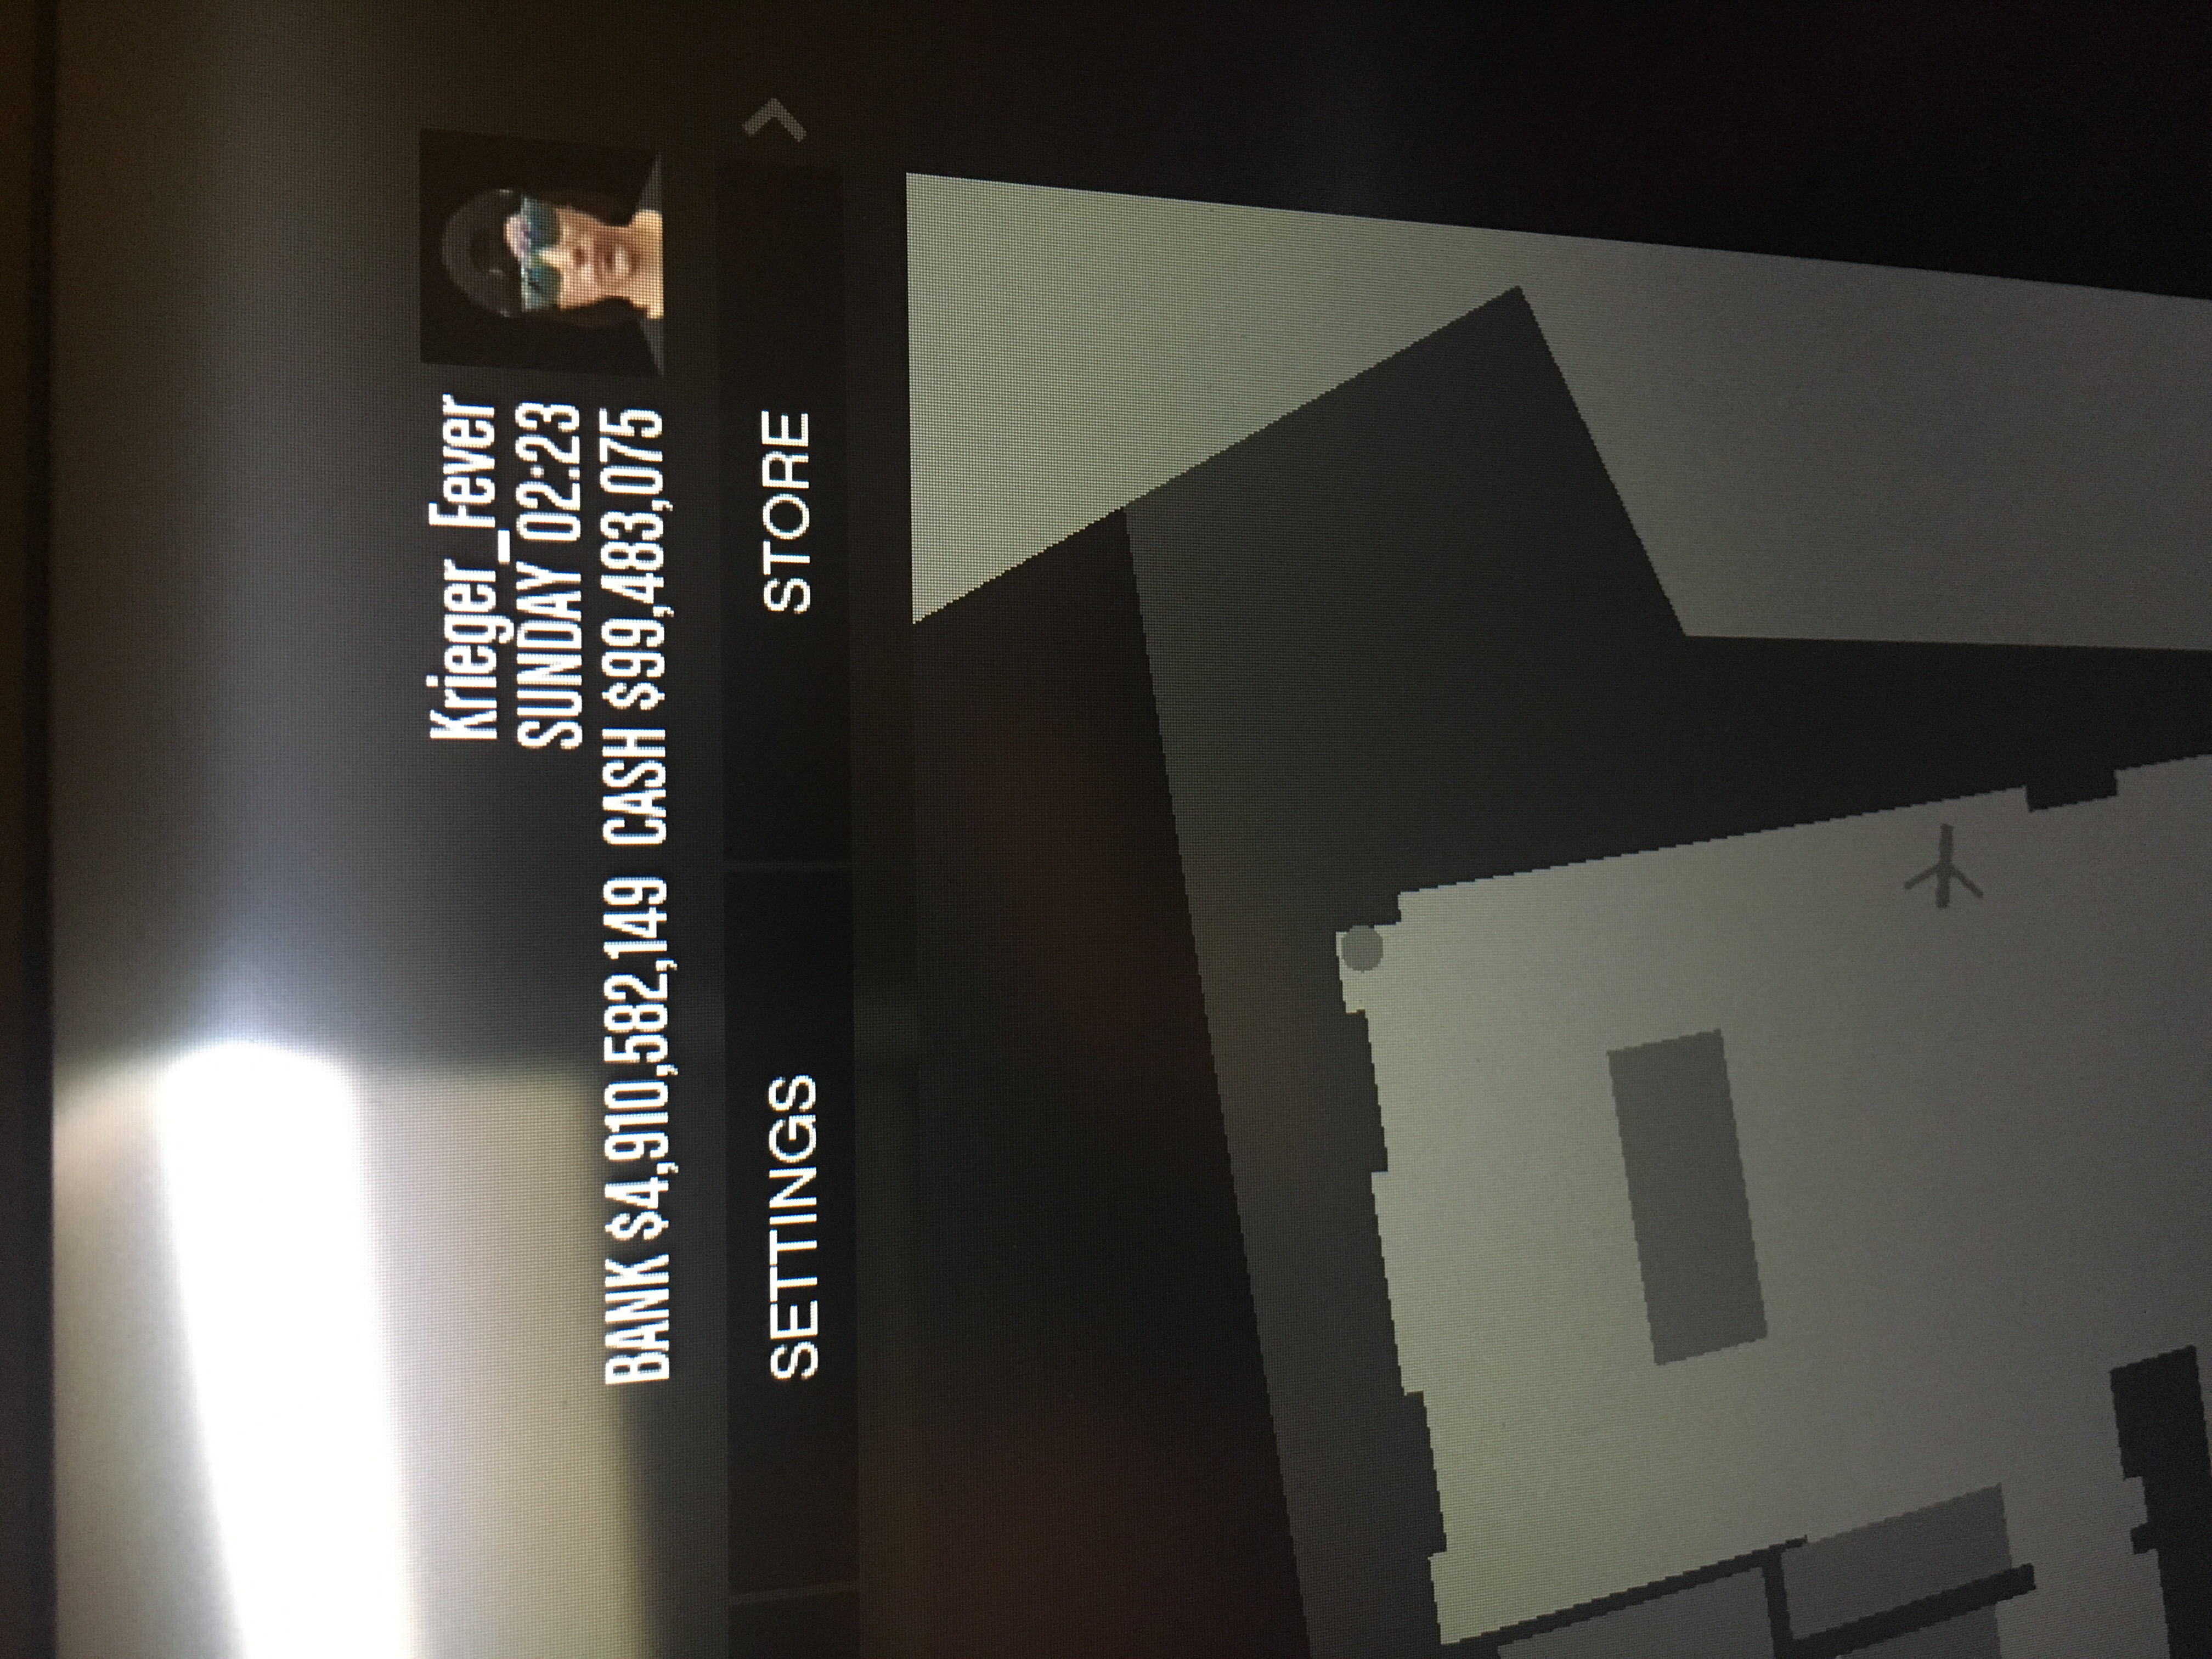 Krieger_Fever
SUNDAY 02:23
BANK $4,910,582,149 CASH $99,483,075
SETTINGS STORE